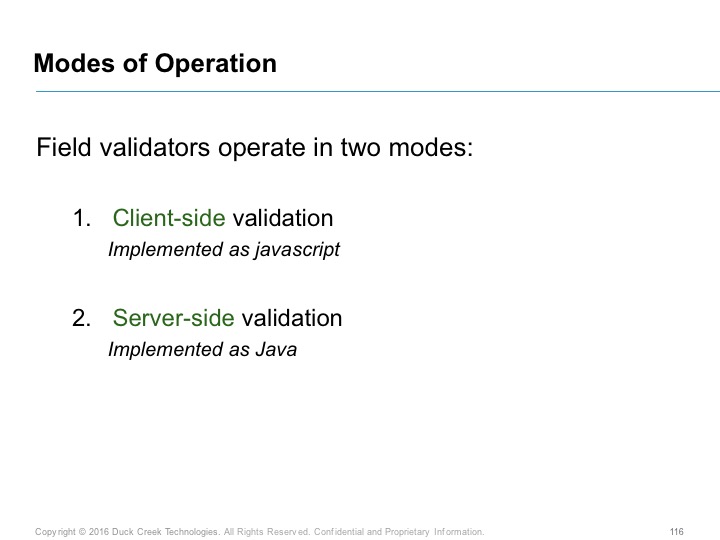 Modes of Operation
Field validators operate in two modes:
1. Client-side validation
Implemented as javascript
2. Server-side validation
Implemented as Java
Copyright © 2016 Duck Creek Technologies. All Rights Reserved. Confidential and Proprietary Information. 116